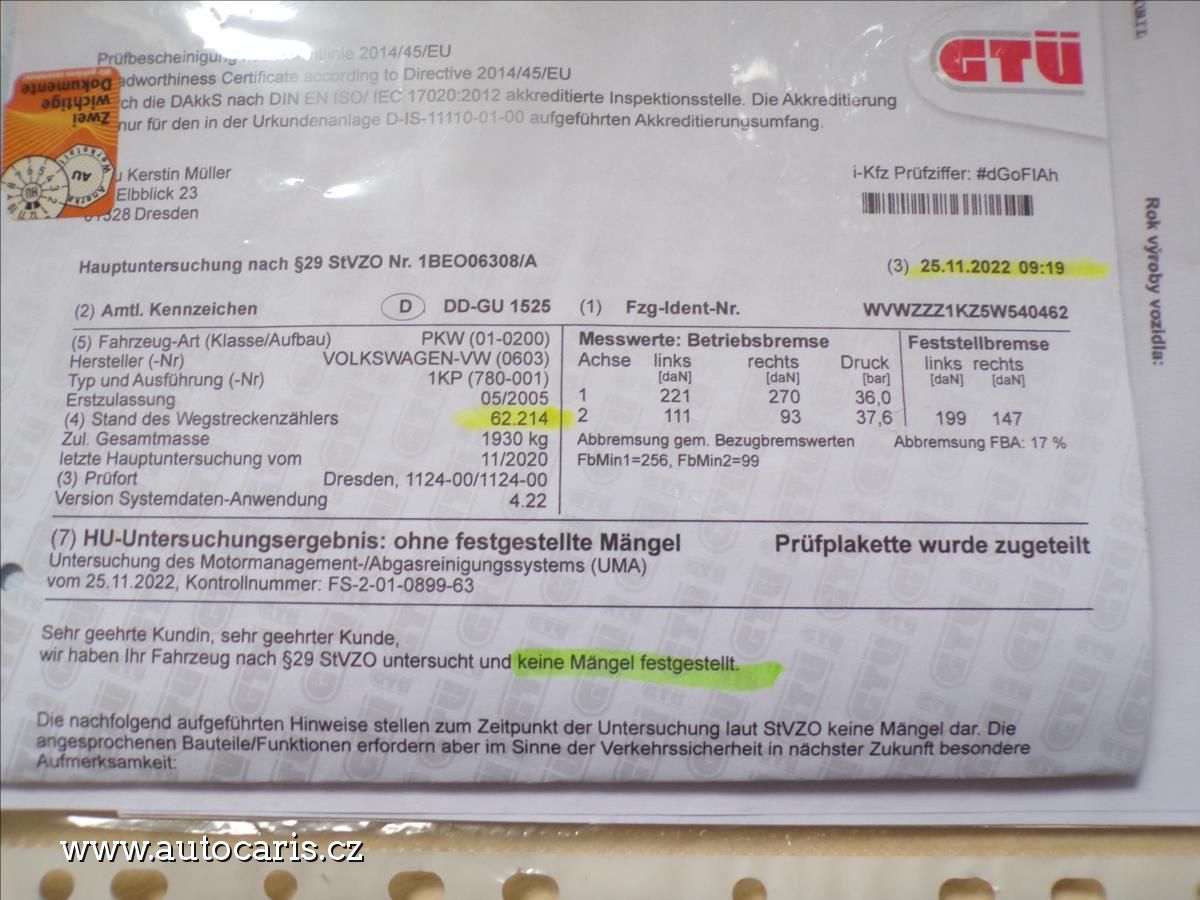 Prüfbescheinigung 2014/45/EU
adworthiness Certificate according to Directive 2014/45/EU
ch die DAkkS nach DIN EN ISO/ IEC 17020:2012 akkreditierte Inspektionsstelle. Die Akkreditierung
nur für den in der Urkundenanlage D-IS-11110-01-00 aufgeführten Akkreditierungsumfang.
GTÜ
Zwei
wichtige
Dokumente
Werkstatt
AU
HU
Kerstin Müller
Elbblick 23
01328 Dresden
i-Kfz Prüfziffer: #dGoFIAh
Hauptuntersuchung nach §29 StVZO Nr. 1BEO06308/A
(3) 25.11.2022 09:19
(2) Amtl. Kennzeichen D DD-GU 1525 (1) Fzg-Ident-Nr. WVWZZZ1KZ5W540462
(5) Fahrzeug-Art (Klasse/Aufbau) PKW (01-0200)
Hersteller (-Nr) VOLKSWAGEN-VW (0603)
Typ und Ausführung (-Nr) 1KP (780-001)
Erstzulassung 05/2005
(4) Stand des Wegstreckenzählers 62.214
Zul. Gesamtmasse 1930 kg
letzte Hauptuntersuchung vom 11/2020
(3) Prüfort Dresden, 1124-00/1124-00
Version Systemdaten-Anwendung 4.22
Messwerte: Betriebsbremse Feststellbremse
Achse links rechts Druck links rechts
[daN] [daN] [bar] [daN] [daN]
1 221 270 36,0
2 111 93 37,6 199 147
Abbremsung gem. Bezugbremswerten Abbremsung FBA: 17 %
FbMin1=256, FbMin2=99
(7) HU-Untersuchungsergebnis: ohne festgestellte Mängel Prüfplakette wurde zugeteilt
Untersuchung des Motormanagement-/Abgasreinigungssystems (UMA)
vom 25.11.2022, Kontrollnummer: FS-2-01-0899-63
Sehr geehrte Kundin, sehr geehrter Kunde,
wir haben Ihr Fahrzeug nach §29 StVZO untersucht und keine Mängel festgestellt.
Die nachfolgend aufgeführten Hinweise stellen zum Zeitpunkt der Untersuchung laut StVZO keine Mängel dar. Die
angesprochenen Bauteile/Funktionen erfordern aber im Sinne der Verkehrssicherheit in nächster Zukunft besondere
Aufmerksamkeit:
Rok výroby vozidla:
www.autocaris.cz